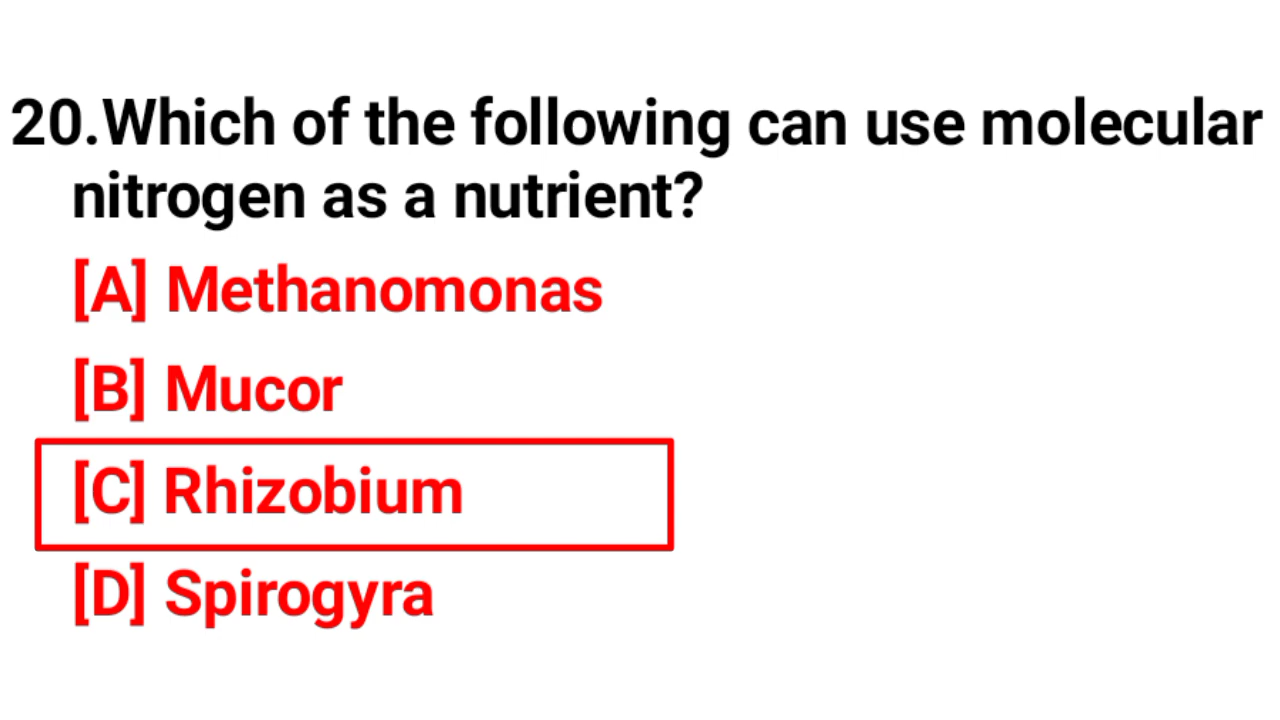 20.Which of the following can use molecular
nitrogen as a nutrient?
[A] Methanomonas
[B] Mucor
[C] Rhizobium
[D] Spirogyra